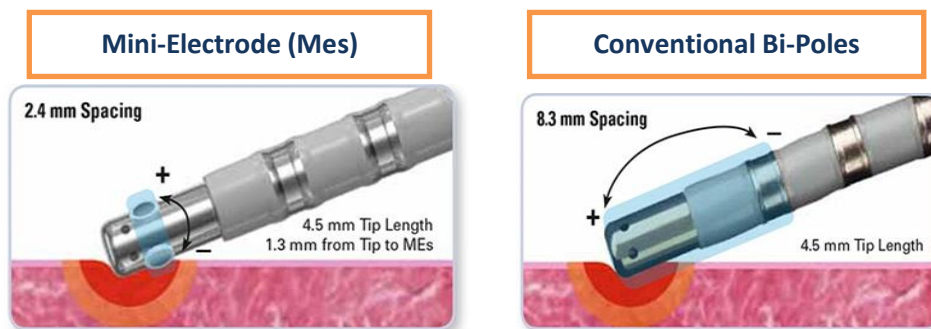 Mini-Electrode (Mes)
Conventional Bi-Poles
2.4 mm Spacing
+
−
4.5 mm Tip Length
1.3 mm from Tip to MEs
8.3 mm Spacing
−
+
4.5 mm Tip Length